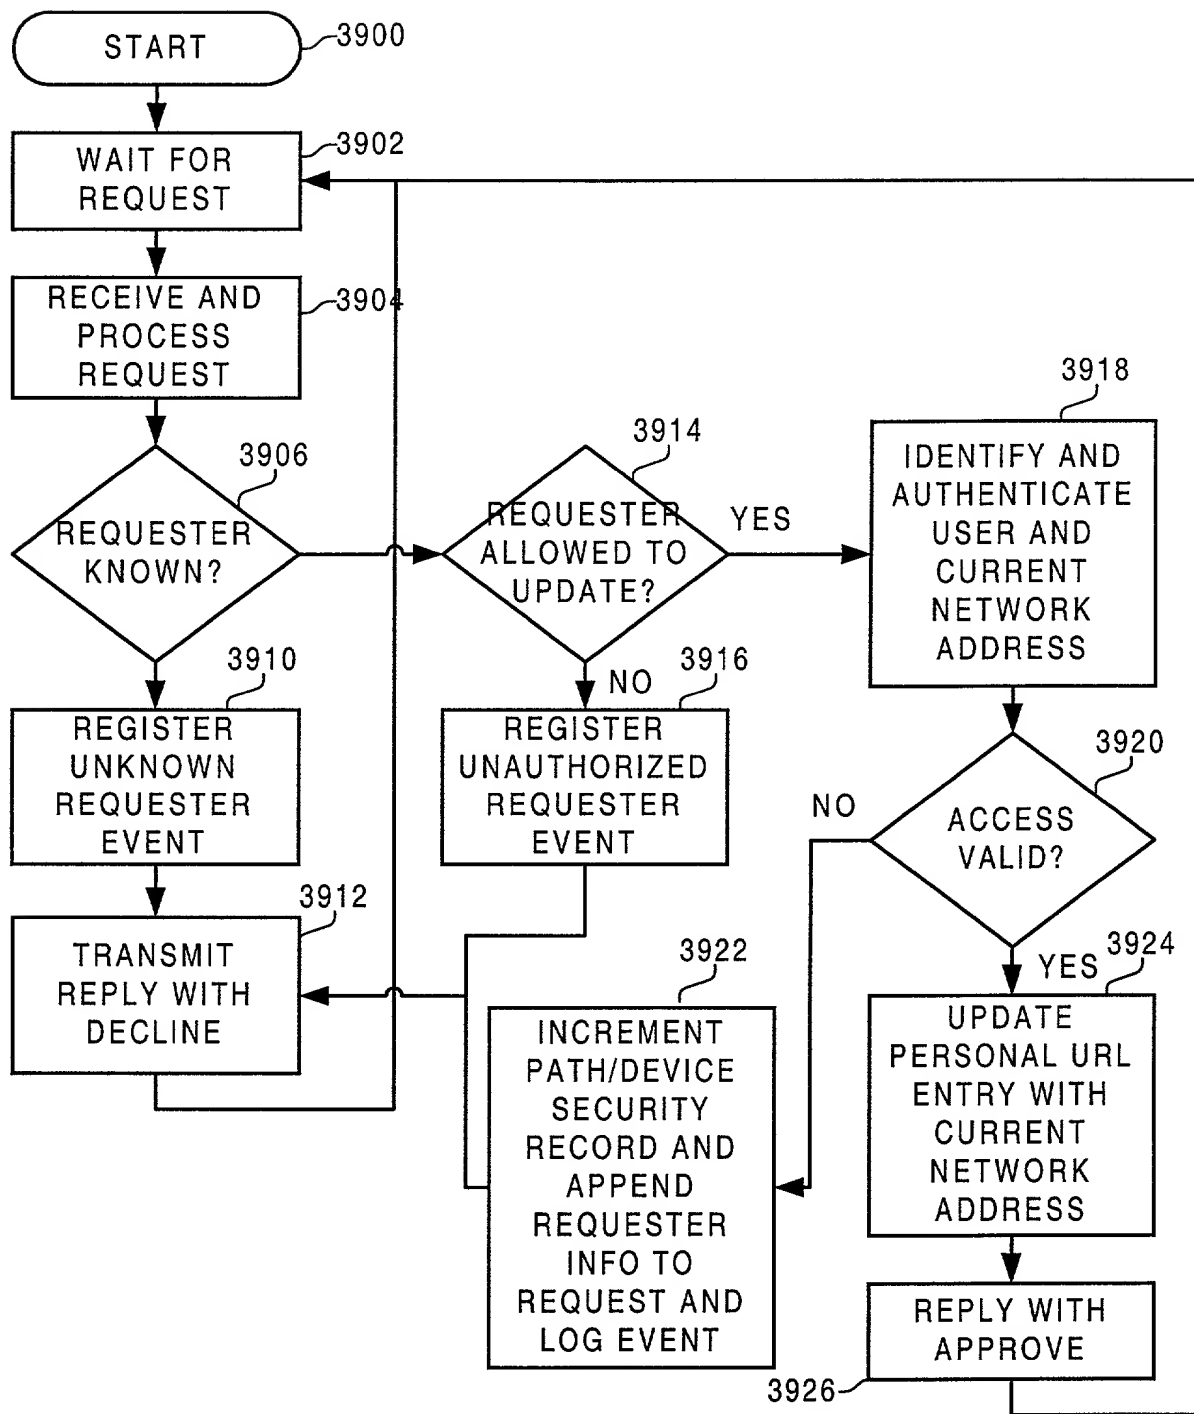 START
3900
WAIT FOR
REQUEST
3902
RECEIVE AND
PROCESS
REQUEST
3904
REQUESTER
KNOWN?
3906
REGISTER
UNKNOWN
REQUESTER
EVENT
3910
TRANSMIT
REPLY WITH
DECLINE
3912
REQUESTER
ALLOWED TO
UPDATE?
3914
YES
NO
REGISTER
UNAUTHORIZED
REQUESTER
EVENT
3916
IDENTIFY AND
AUTHENTICATE
USER AND
CURRENT
NETWORK
ADDRESS
3918
ACCESS
VALID?
3920
NO
YES
INCREMENT
PATH/DEVICE
SECURITY
RECORD AND
APPEND
REQUESTER
INFO TO
REQUEST AND
LOG EVENT
3922
UPDATE
PERSONAL URL
ENTRY WITH
CURRENT
NETWORK
ADDRESS
3924
REPLY WITH
APPROVE
3926